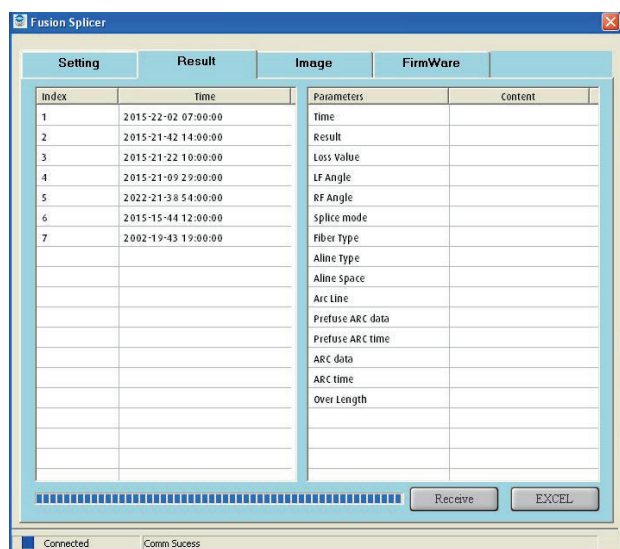 Fusion Splicer
Setting Result Image FirmWare
Index Time
1 2015-22-02 07:00:00
2 2015-21-42 14:00:00
3 2015-21-22 10:00:00
4 2015-21-09 29:00:00
5 2022-21-38 54:00:00
6 2015-15-44 12:00:00
7 2002-19-43 19:00:00
Parameters Content
Time
Result
Loss Value
LF Angle
RF Angle
Splice mode
Fiber Type
Aline Type
Aline Space
Arc Line
Prefuse ARC data
Prefuse ARC time
ARC data
ARC time
Over Length
Receive EXCEL
Connected Comm Sucess